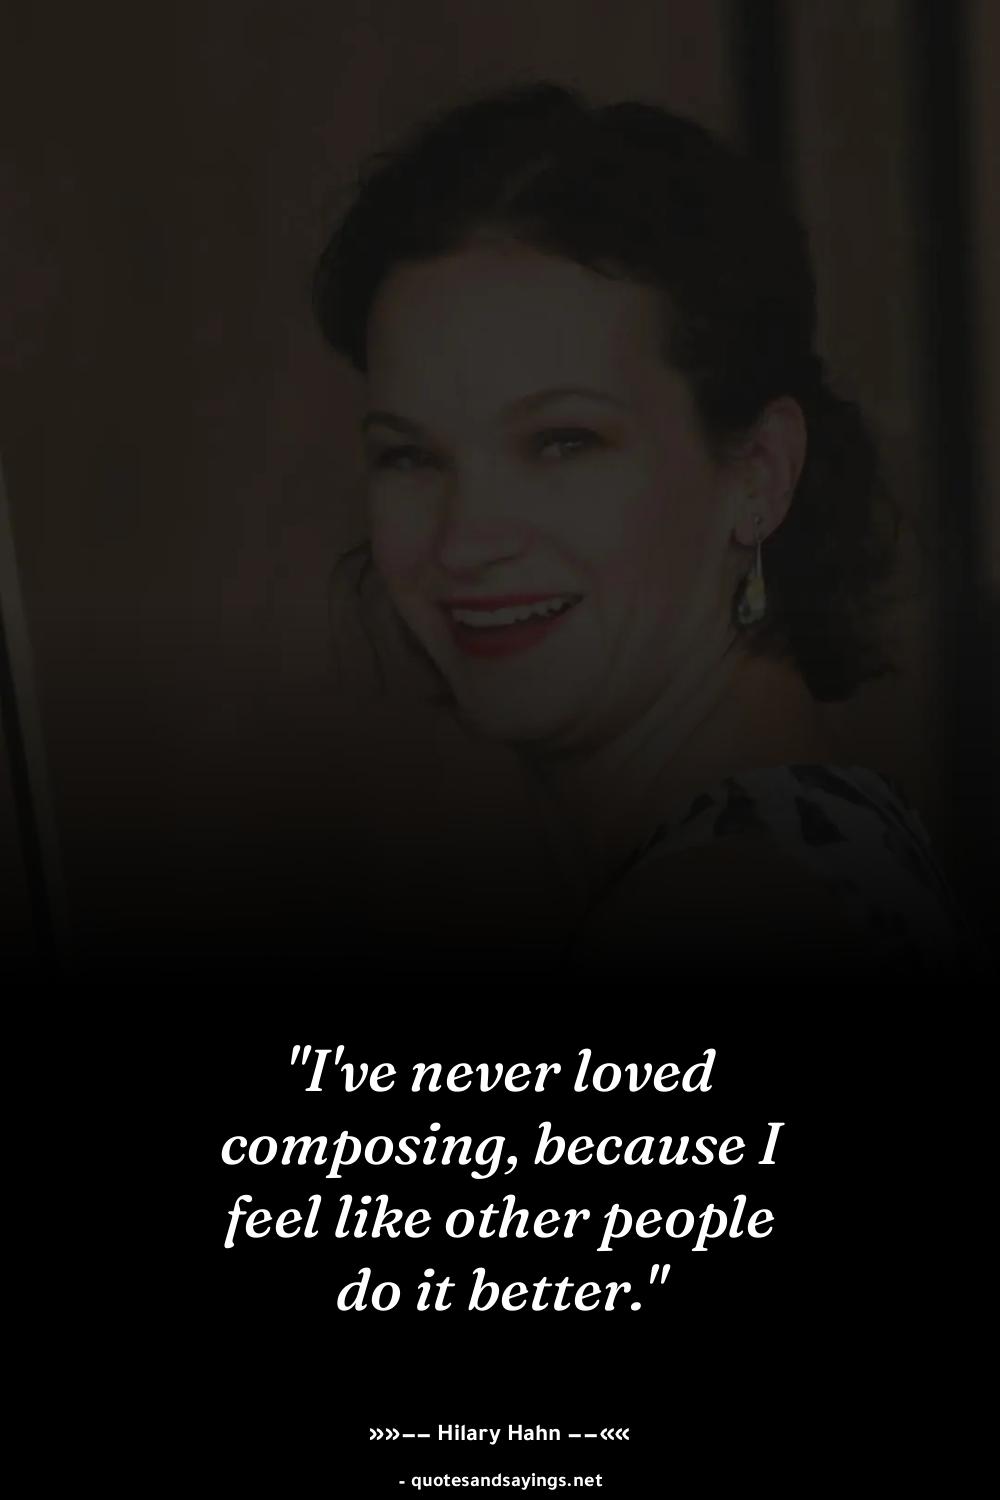 "I've never loved
composing, because I
feel like other people
do it better."
»»–– Hilary Hahn ––««
- quotesandsayings.net